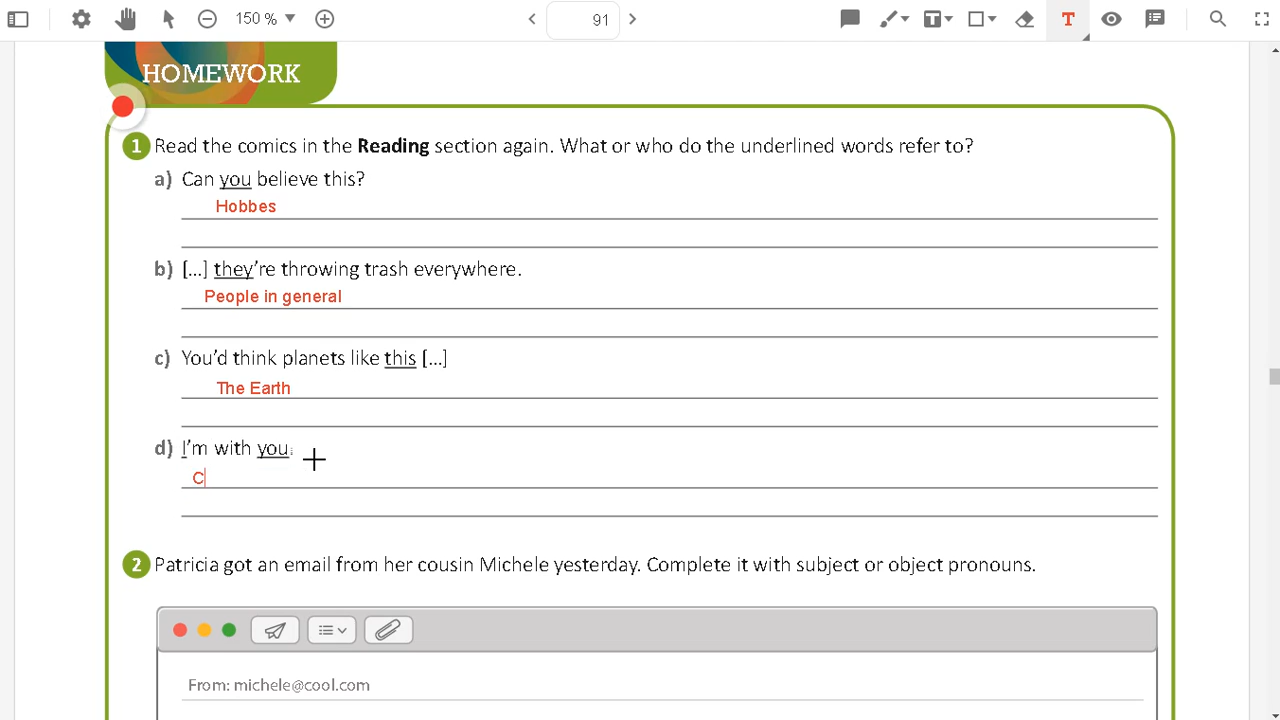 150 %
91
T
T
HOMEWORK
1 Read the comics in the Reading section again. What or who do the underlined words refer to?
a) Can you believe this?
Hobbes
b) [...] they're throwing trash everywhere.
People in general
c) You'd think planets like this [...]
The Earth
d) I'm with you.
C
2 Patricia got an email from her cousin Michele yesterday. Complete it with subject or object pronouns.
From: michele@cool.com